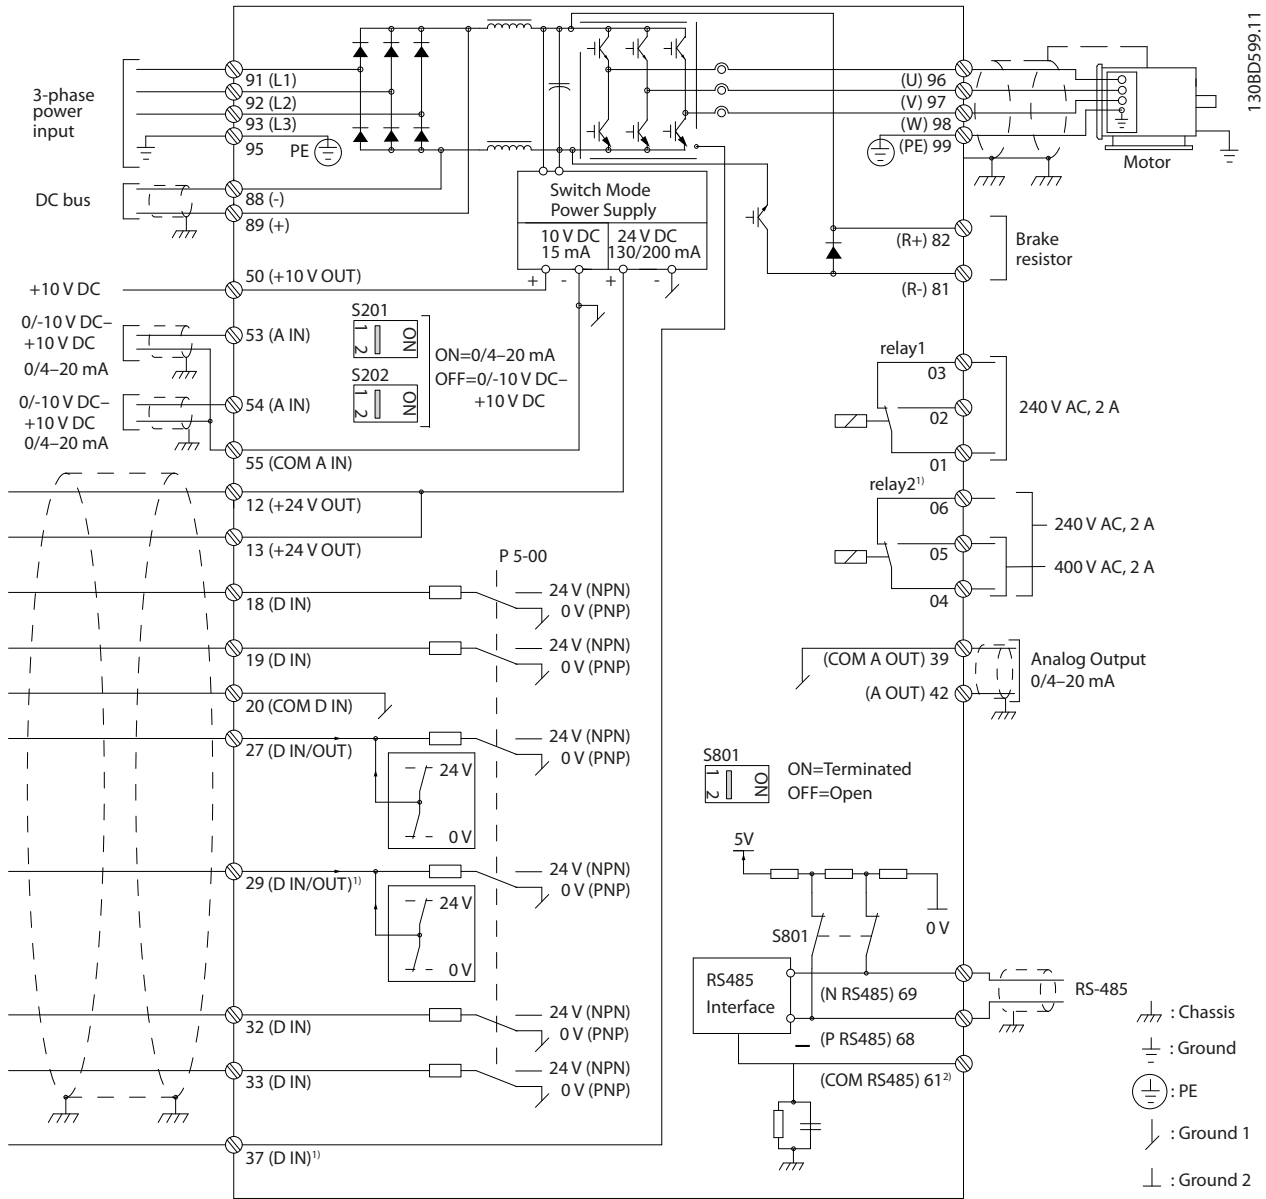 130BD599.11
3-phase
power
input
91 (L1)
92 (L2)
93 (L3)
95
PE
DC bus
88 (-)
89 (+)
50 (+10 V OUT)
+10 V DC
0/-10 V DC–
+10 V DC
0/4–20 mA
53 (A IN)
0/-10 V DC–
+10 V DC
0/4–20 mA
54 (A IN)
55 (COM A IN)
12 (+24 V OUT)
13 (+24 V OUT)
18 (D IN)
19 (D IN)
20 (COM D IN)
27 (D IN/OUT)
24 V
0 V
29 (D IN/OUT)1)
24 V
0 V
32 (D IN)
33 (D IN)
37 (D IN)1)
Switch Mode
Power Supply
10 V DC
15 mA
24 V DC
130/200 mA
+ - + -
S201
1 2
ON
S202
1 2
ON
ON=0/4–20 mA
OFF=0/-10 V DC–
+10 V DC
P 5-00
24 V (NPN)
0 V (PNP)
24 V (NPN)
0 V (PNP)
24 V (NPN)
0 V (PNP)
24 V (NPN)
0 V (PNP)
24 V (NPN)
0 V (PNP)
24 V (NPN)
0 V (PNP)
(U) 96
(V) 97
(W) 98
(PE) 99
Motor
(R+) 82
(R-) 81
Brake
resistor
relay1
03
02
01
240 V AC, 2 A
relay21)
06
05
04
240 V AC, 2 A
400 V AC, 2 A
(COM A OUT) 39
(A OUT) 42
Analog Output
0/4–20 mA
S801
1 2
ON
ON=Terminated
OFF=Open
5V
0 V
S801
RS485
Interface
(N RS485) 69
(P RS485) 68
(COM RS485) 612)
RS-485
: Chassis
: Ground
: PE
: Ground 1
: Ground 2